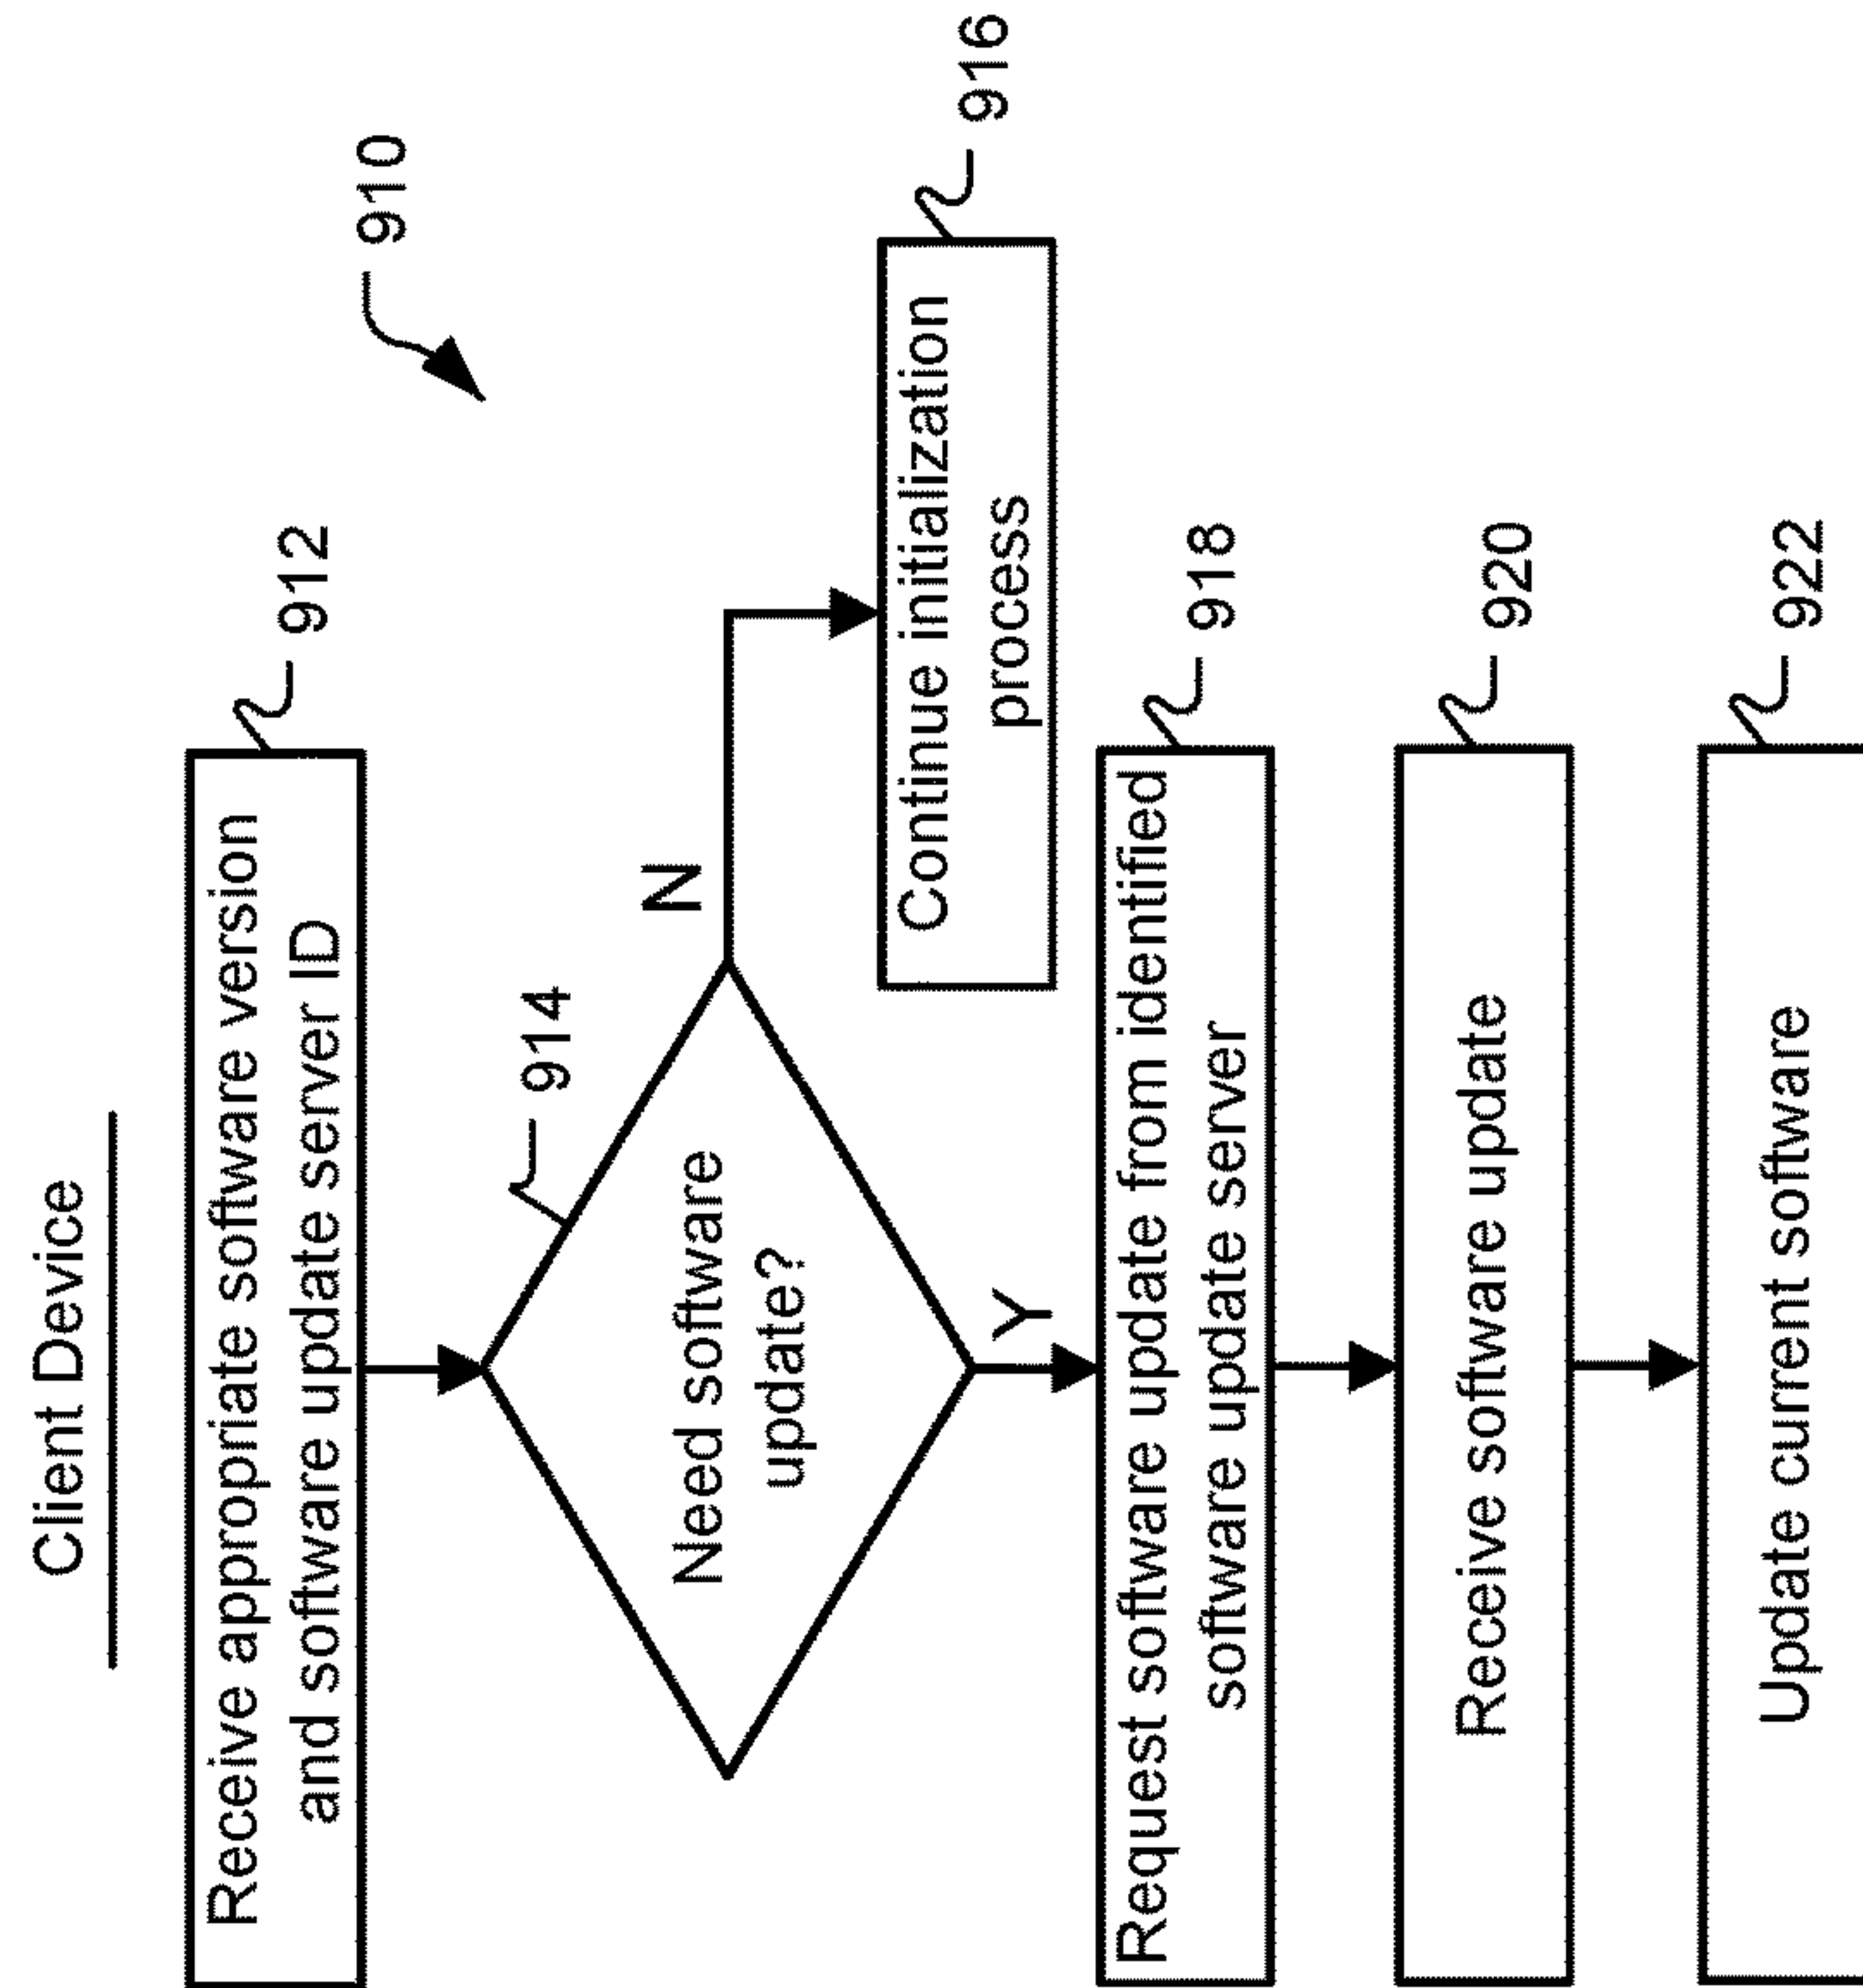 Client Device
910
Receive appropriate software version
and software update server ID
912
914
Need software
update?
N
Continue initialization
process
916
Y
Request software update from identified
software update server
918
Receive software update
920
Update current software
922